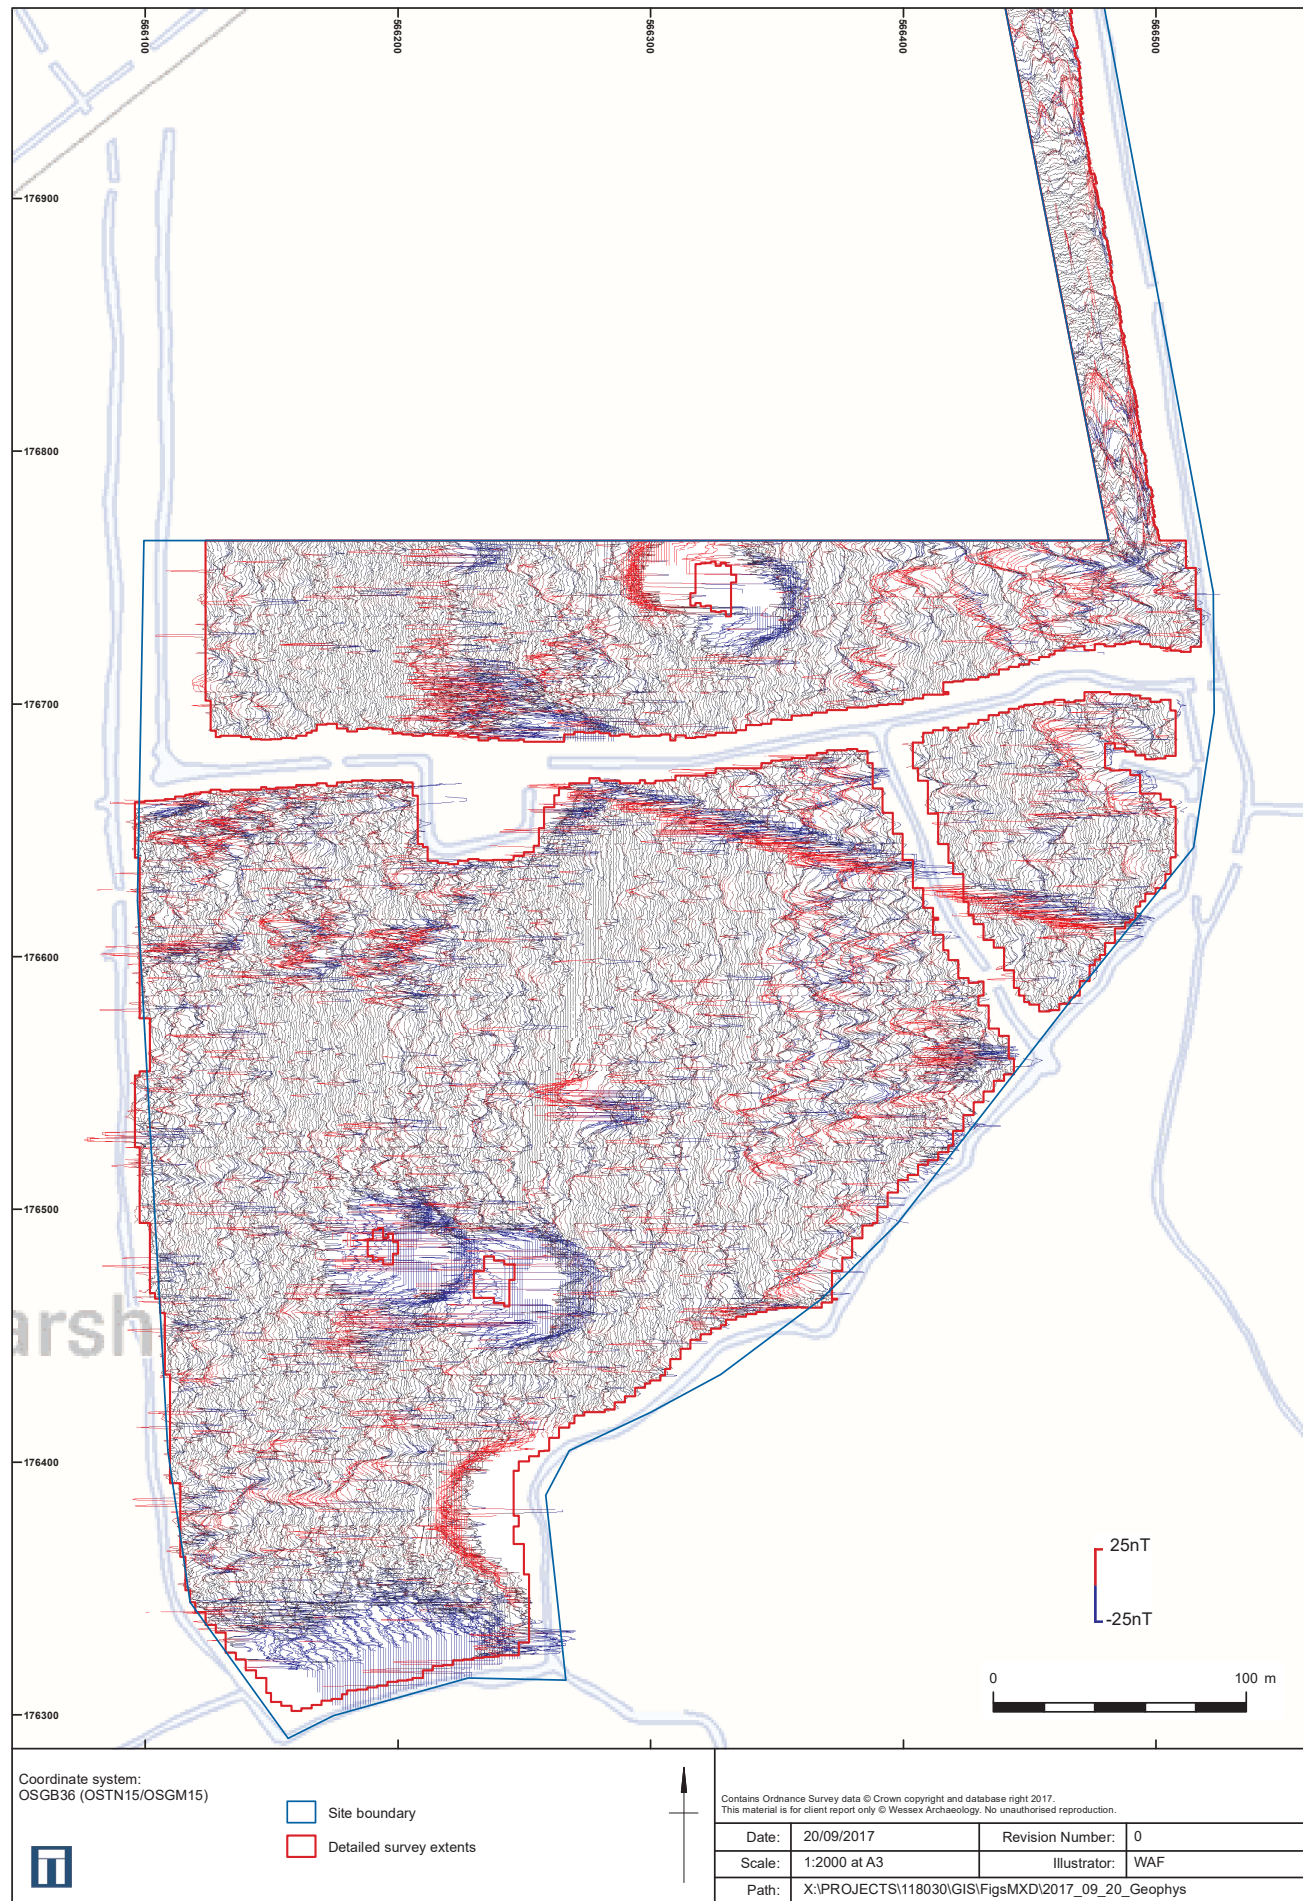 566100
566200
566300
566400
566500
176900
176800
176700
176600
176500
arsh
176400
176300
25nT
-25nT
0
100 m
Coordinate system:
OSGB36 (OSTN15/OSGM15)
Site boundary
Detailed survey extents
Contains Ordnance Survey data © Crown copyright and database right 2017.
This material is for client report only © Wessex Archaeology. No unauthorised reproduction.
Date: 20/09/2017 Revision Number: 0
Scale: 1:2000 at A3 Illustrator: WAF
Path: X:\PROJECTS\118030\GIS\FigsMXD\2017_09_20_Geophys